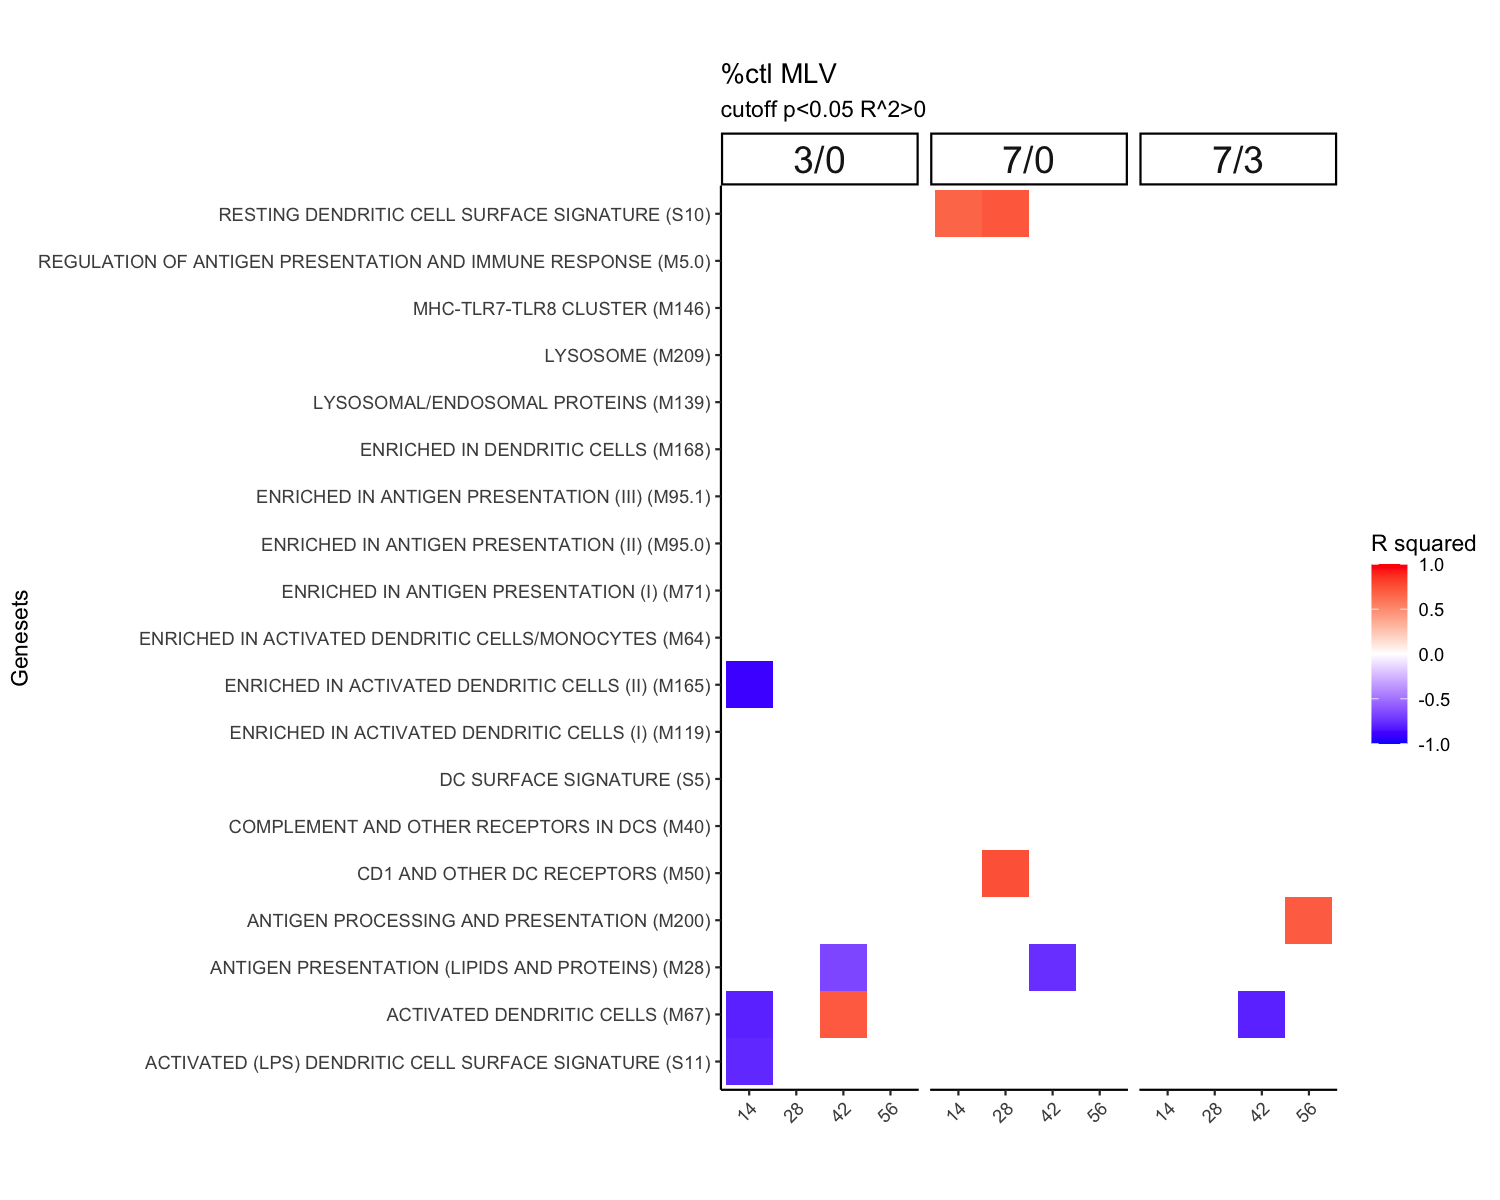 %ctl MLV
cutoff p<0.05 R^2>0
3/0 7/0 7/3
RESTING DENDRITIC CELL SURFACE SIGNATURE (S10)
REGULATION OF ANTIGEN PRESENTATION AND IMMUNE RESPONSE (M5.0)
MHC-TLR7-TLR8 CLUSTER (M146)
LYSOSOME (M209)
LYSOSOMAL/ENDOSOMAL PROTEINS (M139)
ENRICHED IN DENDRITIC CELLS (M168)
ENRICHED IN ANTIGEN PRESENTATION (III) (M95.1)
ENRICHED IN ANTIGEN PRESENTATION (II) (M95.0)
ENRICHED IN ANTIGEN PRESENTATION (I) (M71)
ENRICHED IN ACTIVATED DENDRITIC CELLS/MONOCYTES (M64)
ENRICHED IN ACTIVATED DENDRITIC CELLS (II) (M165)
ENRICHED IN ACTIVATED DENDRITIC CELLS (I) (M119)
DC SURFACE SIGNATURE (S5)
COMPLEMENT AND OTHER RECEPTORS IN DCS (M40)
CD1 AND OTHER DC RECEPTORS (M50)
ANTIGEN PROCESSING AND PRESENTATION (M200)
ANTIGEN PRESENTATION (LIPIDS AND PROTEINS) (M28)
ACTIVATED DENDRITIC CELLS (M67)
ACTIVATED (LPS) DENDRITIC CELL SURFACE SIGNATURE (S11)
Genesets
14 28 42 56 14 28 42 56 14 28 42 56
R squared
1.0
0.5
0.0
-0.5
-1.0